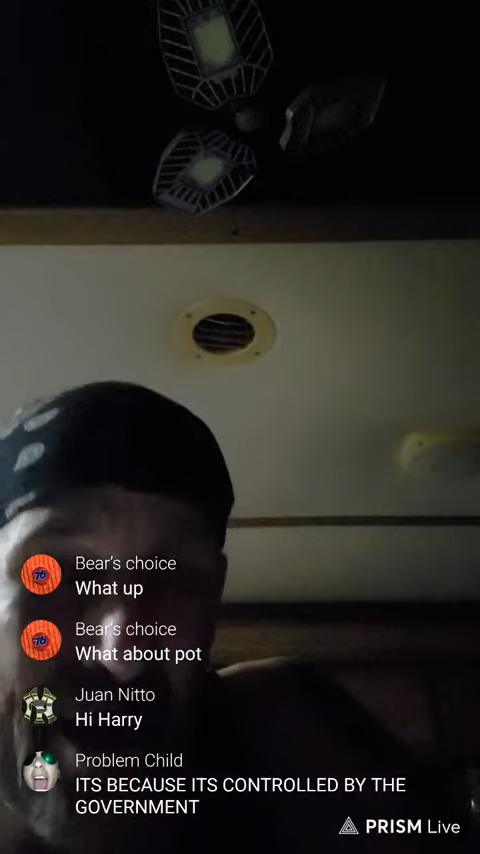 Bear's choice
What up
Bear's choice
What about pot
Juan Nitto
Hi Harry
Problem Child
ITS BECAUSE ITS CONTROLLED BY THE
GOVERNMENT
PRISM Live